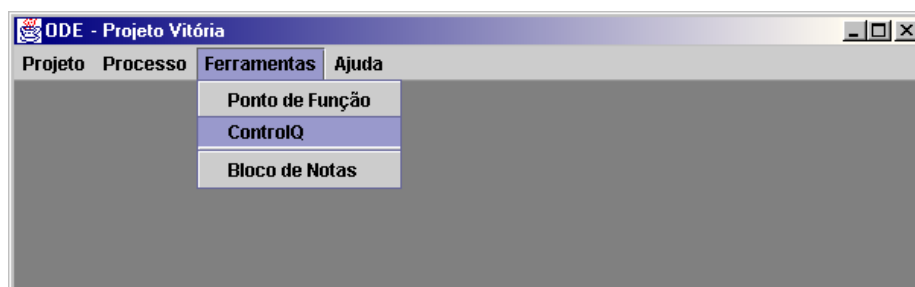 ODE - Projeto Vitória
Projeto Processo Ferramentas Ajuda
Ponto de Função
ControlQ
Bloco de Notas